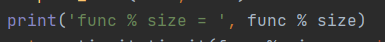 print('func % size = ', func % size)